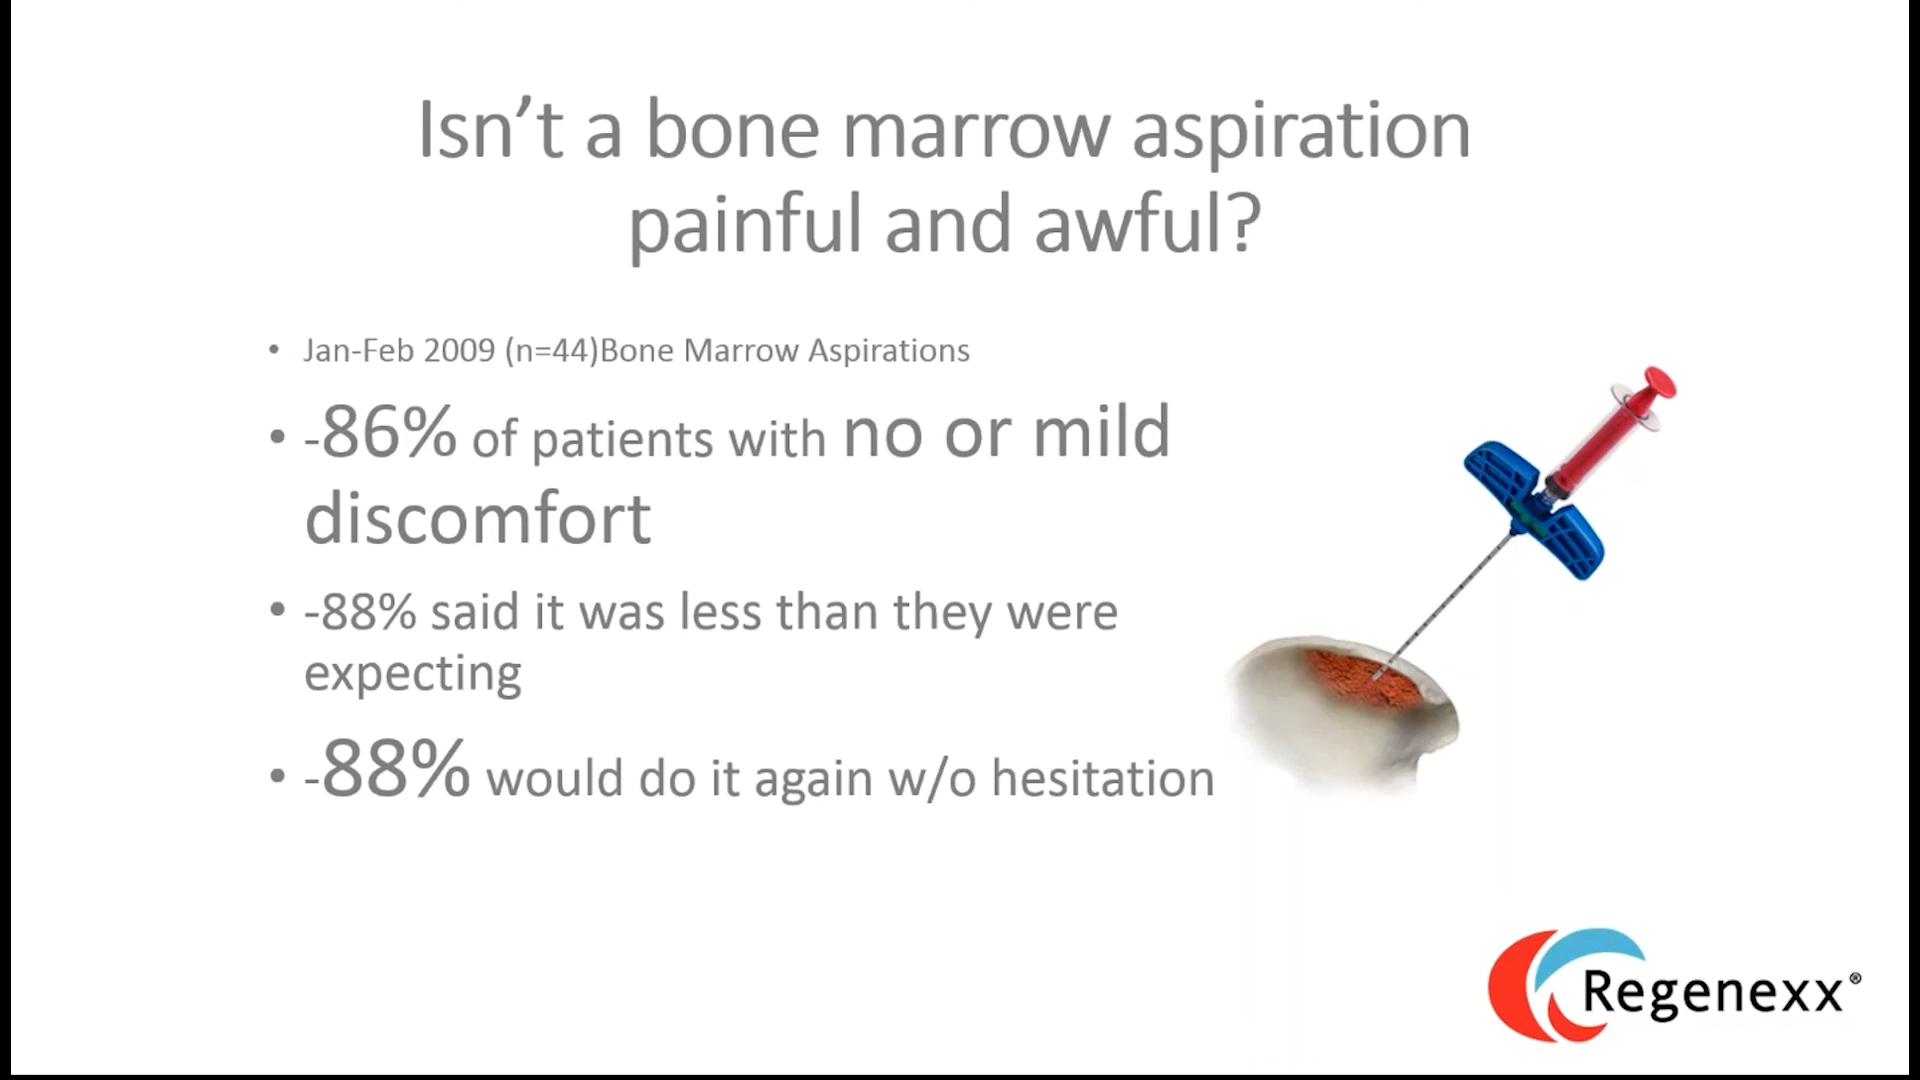 Isn’t a bone marrow aspiration
painful and awful?
• Jan-Feb 2009 (n=44)Bone Marrow Aspirations
• -86% of patients with no or mild
discomfort
• -88% said it was less than they were
expecting
• -88% would do it again w/o hesitation
Regenexx®